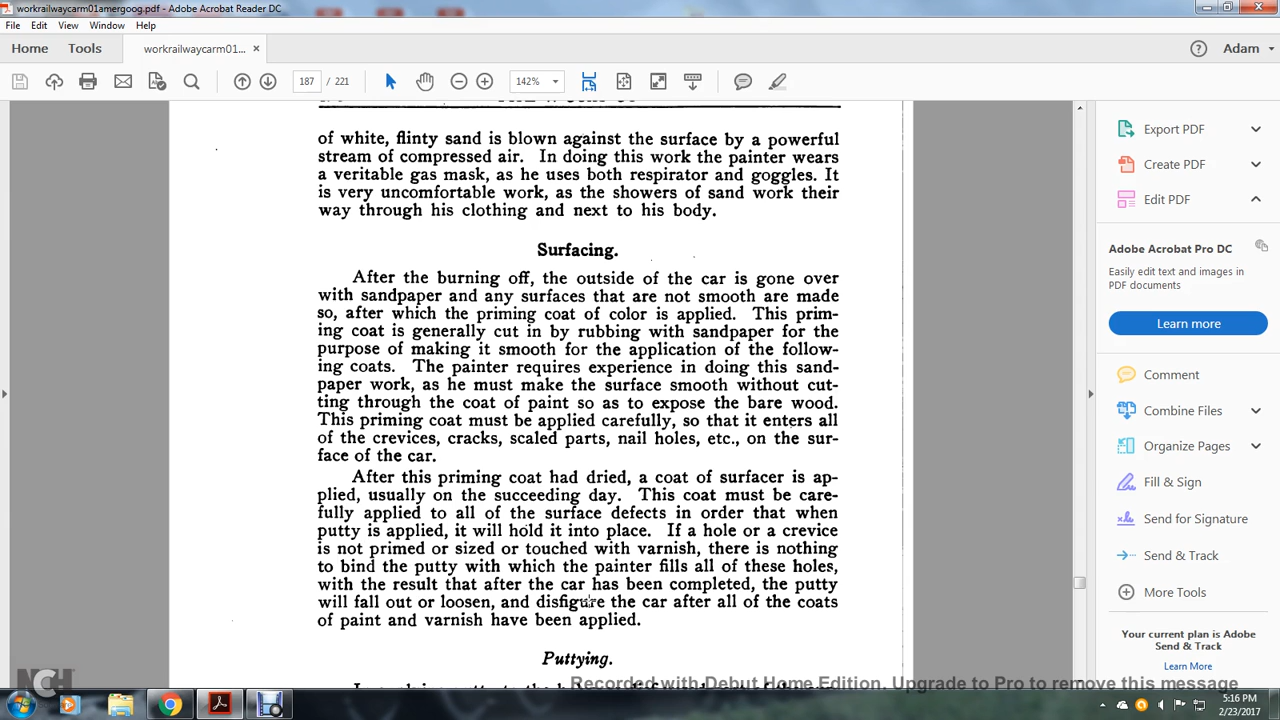 workrailwaycarm01amergoog.pdf - Adobe Acrobat Reader DC
File Edit View Window Help
Home Tools workrailwaycarm01... × Adam
187 / 221 142%
of white, flinty sand is blown against the surface by a powerful
stream of compressed air. In doing this work the painter wears
a veritable gas mask, as he uses both respirator and goggles. It
is very uncomfortable work, as the showers of sand work their
way through his clothing and next to his body.
Surfacing.
After the burning off, the outside of the car is gone over
with sandpaper and any surfaces that are not smooth are made
so, after which the priming coat of color is applied. This prim-
ing coat is generally cut in by rubbing with sandpaper for the
purpose of making it smooth for the application of the follow-
ing coats. The painter requires experience in doing this sand-
paper work, as he must make the surface smooth without cut-
ting through the coat of paint so as to expose the bare wood.
This priming coat must be applied carefully, so that it enters all
of the crevices, cracks, scaled parts, nail holes, etc., on the sur-
face of the car.
After this priming coat had dried, a coat of surfacer is ap-
plied, usually on the succeeding day. This coat must be care-
fully applied to all of the surface defects in order that when
putty is applied, it will hold it into place. If a hole or a crevice
is not primed or sized or touched with varnish, there is nothing
to bind the putty with which the painter fills all of these holes,
with the result that after the car has been completed, the putty
will fall out or loosen, and disfigure the car after all of the coats
of paint and varnish have been applied.
Puttying.
Export PDF
Create PDF
Edit PDF
Adobe Acrobat Pro DC
Easily edit text and images in
PDF documents
Learn more
Comment
Combine Files
Organize Pages
Fill & Sign
Send for Signature
Send & Track
More Tools
Your current plan is Adobe
Send & Track
Learn More
NCH
Recorded with Debut Home Edition. Upgrade to Pro to remove this message
5:16 PM
2/23/2017